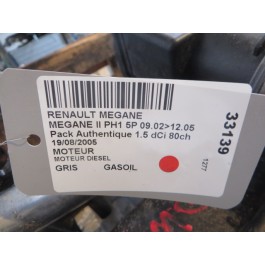 RENAULT MEGANE
MEGANE II PH1 5P 09.02>12.05
Pack Authentique 1.5 dCi 80ch
19/08/2005
MOTEUR
MOTEUR DIESEL
GRIS GASOIL
33139
1277